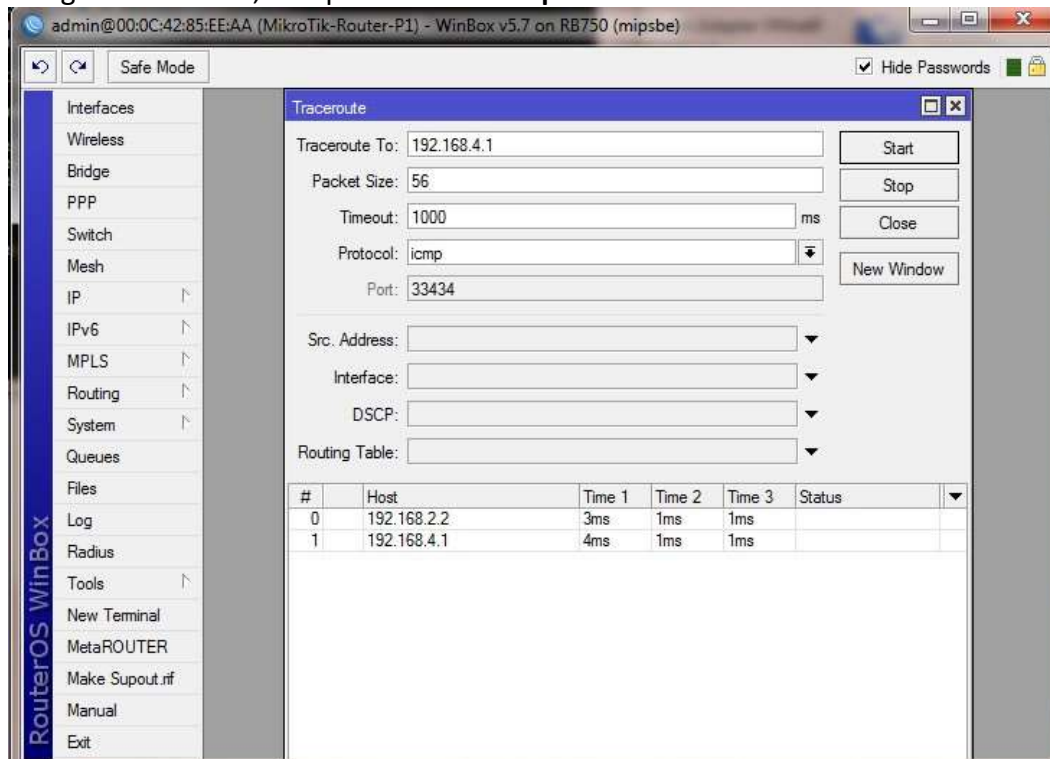 admin@00:0C:42:85:EE:AA (MikroTik-Router-P1) - WinBox v5.7 on RB750 (mipsbe)
Safe Mode
Hide Passwords
Interfaces
Wireless
Bridge
PPP
Switch
Mesh
IP
IPv6
MPLS
Routing
System
Queues
Files
Log
Radius
Tools
New Terminal
MetaROUTER
Make Supout.rif
Manual
Exit
RouterOS WinBox
Traceroute
Traceroute To: 192.168.4.1
Packet Size: 56
Timeout: 1000 ms
Protocol: icmp
Port: 33434
Src. Address:
Interface:
DSCP:
Routing Table:
Start
Stop
Close
New Window
# Host Time 1 Time 2 Time 3 Status
0 192.168.2.2 3ms 1ms 1ms
1 192.168.4.1 4ms 1ms 1ms